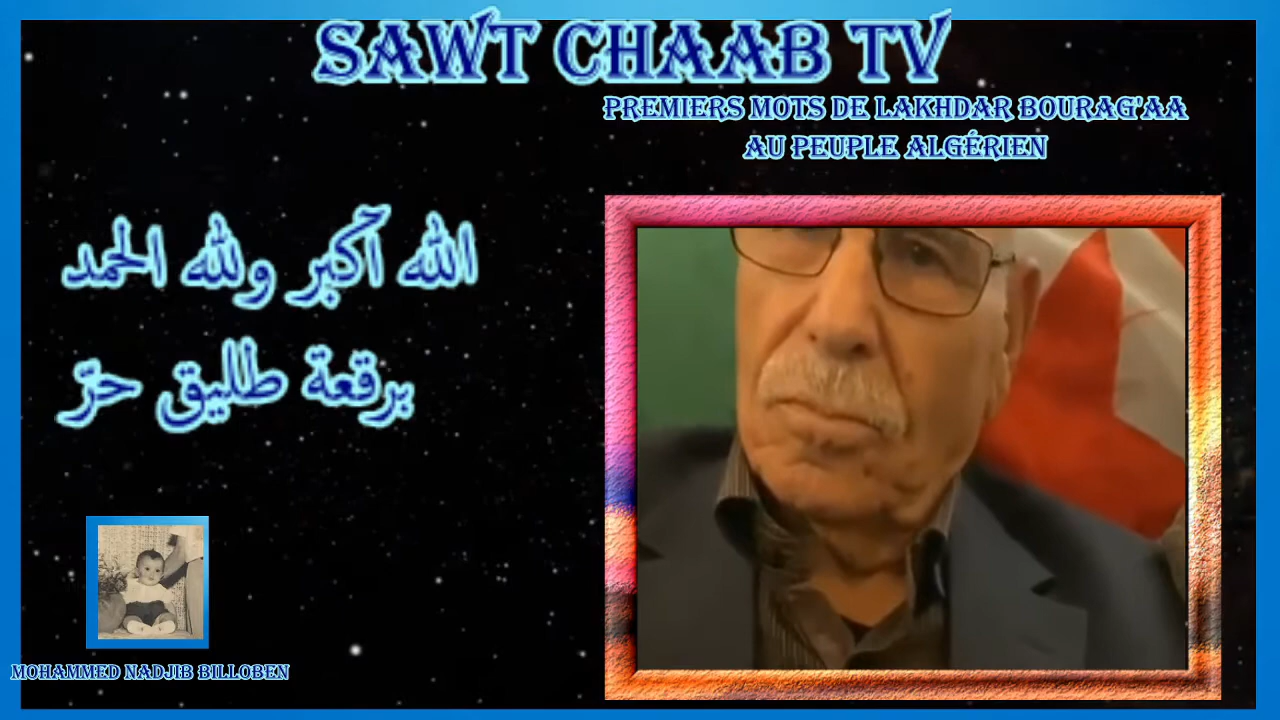 SAWT CHAAB TV
PREMIERS MOTS DE LAKHDAR BOURAG'AA
AU PEUPLE ALGÉRIEN
الله آكبر ولله الحمد
برقعة طليق حرّ
MOHAMMED NADJIB BILLOBEN